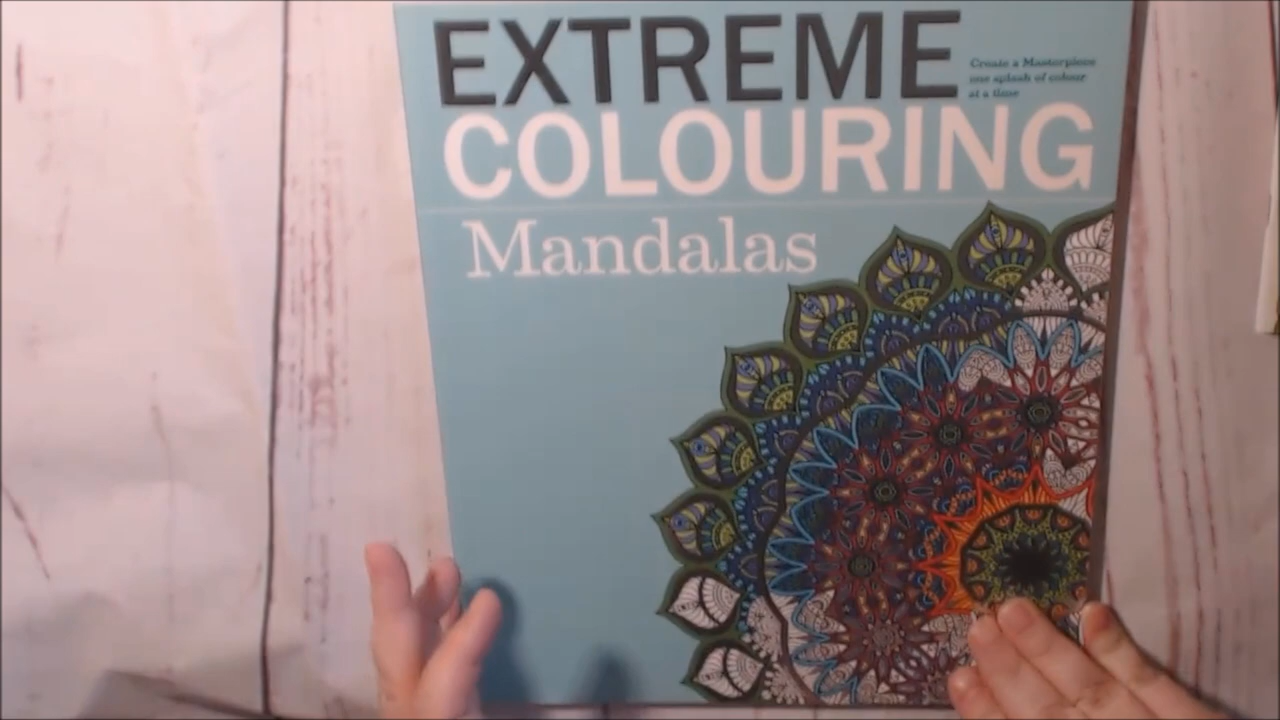 EXTREME
Create a Masterpiece
one splash of colour
at a time
COLOURING
Mandalas